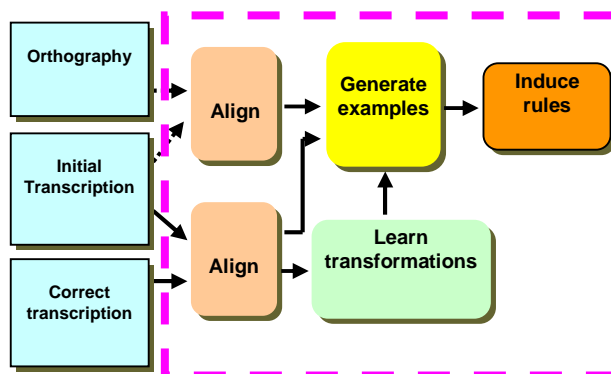 Orthography
Initial
Transcription
Correct
transcription
Align
Align
Generate
examples
Learn
transformations
Induce
rules